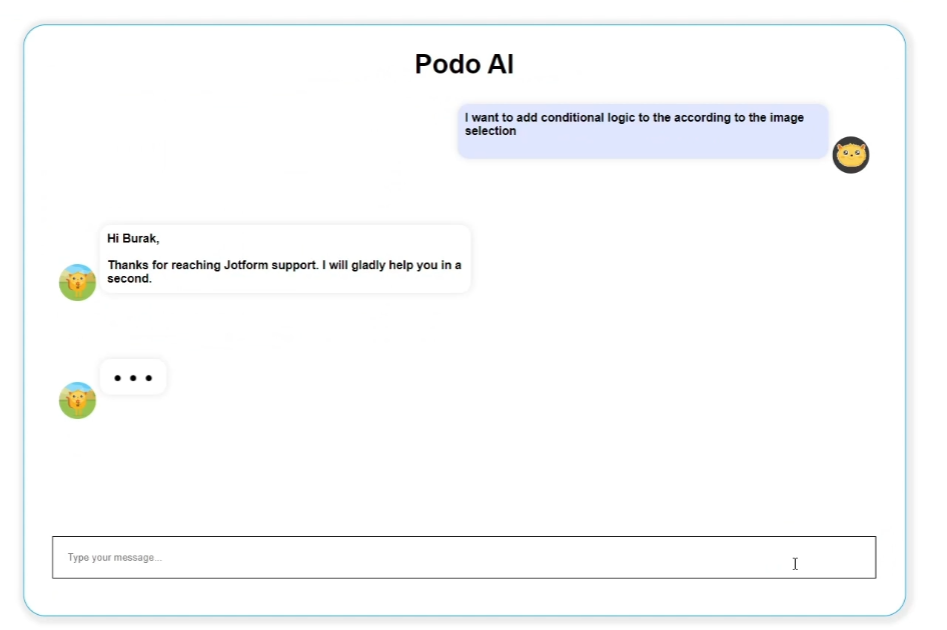 Podo AI
I want to add conditional logic to the according to the image
selection
Hi Burak,
Thanks for reaching Jotform support. I will gladly help you in a
second.
Type your message...